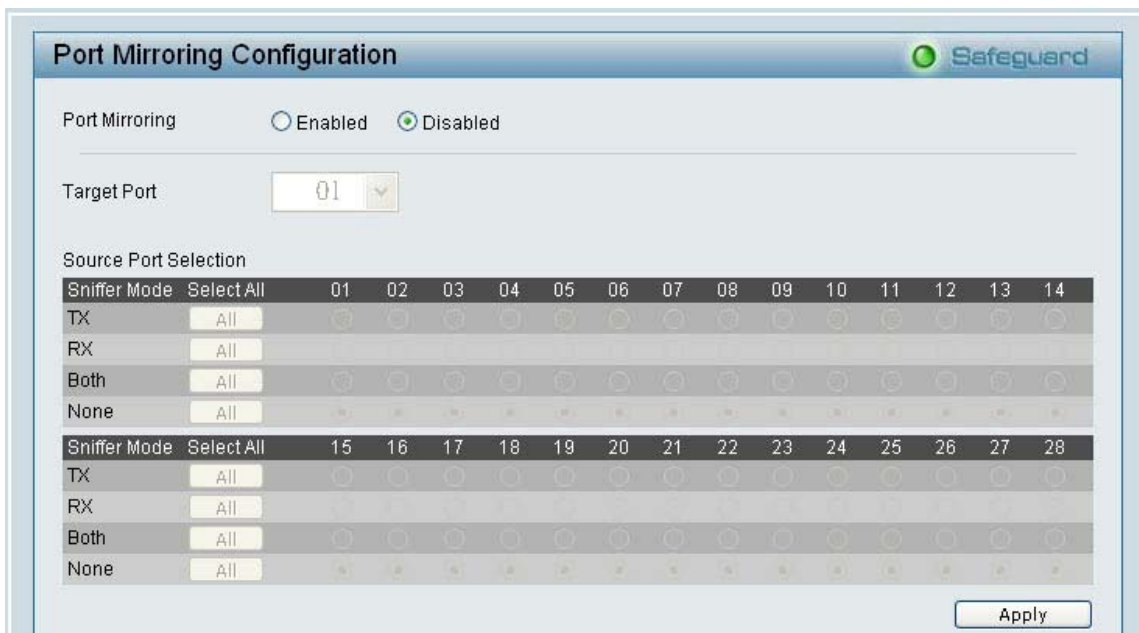 Port Mirroring Configuration Safeguard
Port Mirroring Enabled Disabled
Target Port 01
Source Port Selection
Sniffer Mode Select All 01 02 03 04 05 06 07 08 09 10 11 12 13 14
TX All
RX All
Both All
None All
Sniffer Mode Select All 15 16 17 18 19 20 21 22 23 24 25 26 27 28
TX All
RX All
Both All
None All
Apply